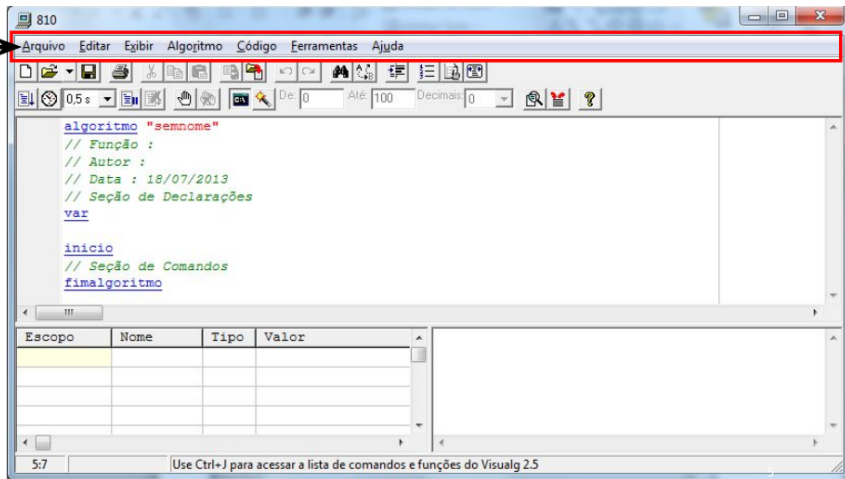 810
Arquivo Editar Exibir Algoritmo Código Ferramentas Ajuda
0,5 s De: 0 Até: 100 Decimais: 0
algoritmo "semnome"
// Função :
// Autor :
// Data : 18/07/2013
// Seção de Declarações
var
inicio
// Seção de Comandos
fimalgoritmo
Escopo Nome Tipo Valor
5:7 Use Ctrl+J para acessar a lista de comandos e funções do Visualg 2.5